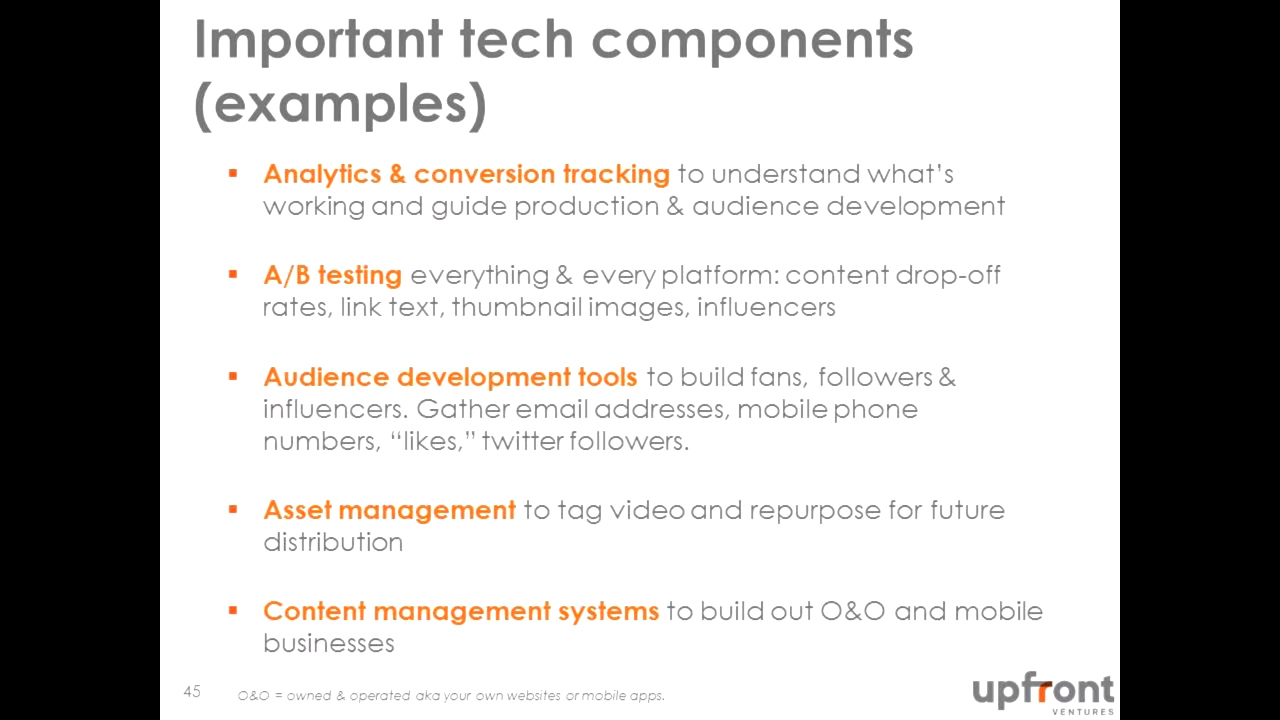 Important tech components
(examples)
▪ Analytics & conversion tracking to understand what's
working and guide production & audience development
▪ A/B testing everything & every platform: content drop-off
rates, link text, thumbnail images, influencers
▪ Audience development tools to build fans, followers &
influencers. Gather email addresses, mobile phone
numbers, “likes,” twitter followers.
▪ Asset management to tag video and repurpose for future
distribution
▪ Content management systems to build out O&O and mobile
businesses
45
O&O = owned & operated aka your own websites or mobile apps.
upfront
VENTURES